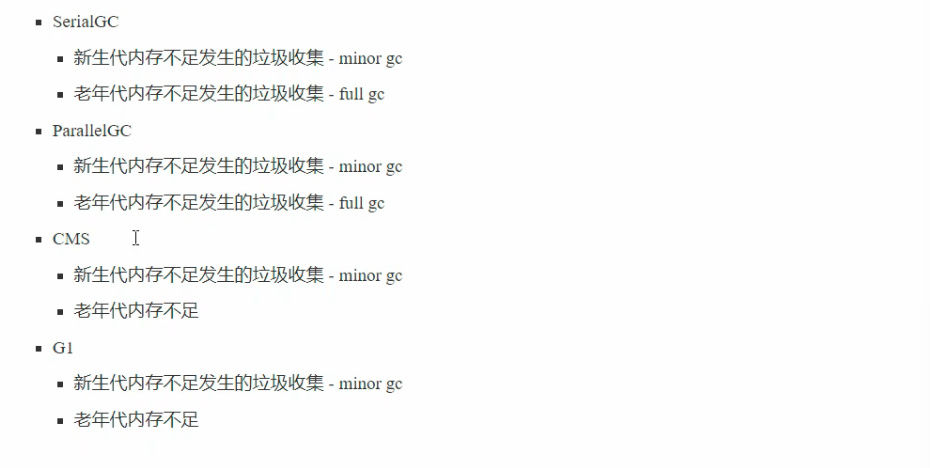 SerialGC
新生代内存不足发生的垃圾收集 - minor gc
老年代内存不足发生的垃圾收集 - full gc
ParallelGC
新生代内存不足发生的垃圾收集 - minor gc
老年代内存不足发生的垃圾收集 - full gc
CMS
新生代内存不足发生的垃圾收集 - minor gc
老年代内存不足
G1
新生代内存不足发生的垃圾收集 - minor gc
老年代内存不足